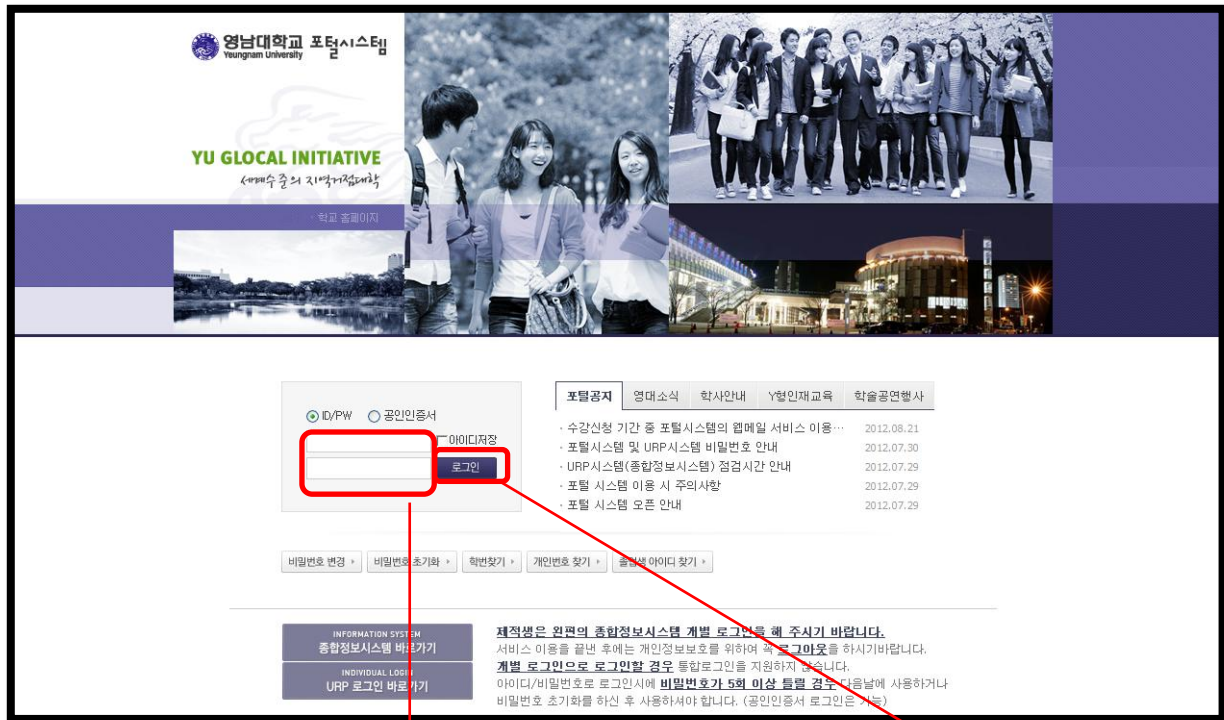 영남대학교 포털시스템
Yeungnam University
YU GLOCAL INITIATIVE
세계수준의 지역거점대학
· 학교 홈페이지
ID/PW 공인인증서
아이디저장
로그인
포털공지 영대소식 학사안내 Y형인재교육 학술공연행사
· 수강신청 기간 중 포털시스템의 웹메일 서비스 이용… 2012.08.21
· 포털시스템 및 URP시스템 비밀번호 안내 2012.07.30
· URP시스템(종합정보시스템) 점검시간 안내 2012.07.29
· 포털 시스템 이용 시 주의사항 2012.07.29
· 포털 시스템 오픈 안내 2012.07.29
비밀번호 변경 비밀번호 초기화 학번찾기 개인번호 찾기 졸업생 아이디 찾기
INFORMATION SYSTEM
종합정보시스템 바로가기
INDIVIDUAL LOGIN
URP 로그인 바로가기
제적생은 왼편의 종합정보시스템 개별 로그인을 해 주시기 바랍니다.
서비스 이용을 끝낸 후에는 개인정보보호를 위하여 꼭 로그아웃을 하시기바랍니다.
개별 로그인으로 로그인할 경우 통합로그인을 지원하지 않습니다.
아이디/비밀번호로 로그인시에 비밀번호가 5회 이상 틀릴 경우 다음날에 사용하거나
비밀번호 초기화를 하신 후 사용하셔야 합니다. (공인인증서 로그인은 가능)